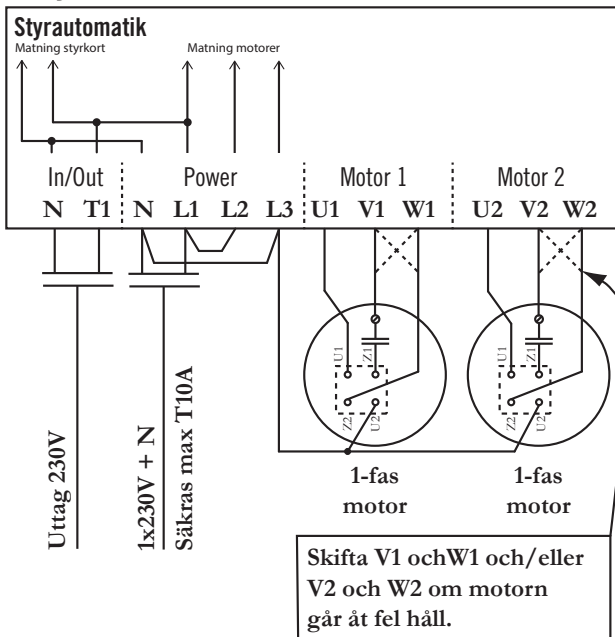 Styrautomatik
Matning styrkort Matning motorer
In/Out Power Motor 1 Motor 2
N T1 N L1 L2 L3 U1 V1 W1 U2 V2 W2
U1 Z1 U1 Z1
Z2 U2 Z2 U2
Uttag 230V
1x230V + N
Säkras max T10A
1-fas
motor
1-fas
motor
Skifta V1 ochW1 och/eller
V2 och W2 om motorn
går åt fel håll.